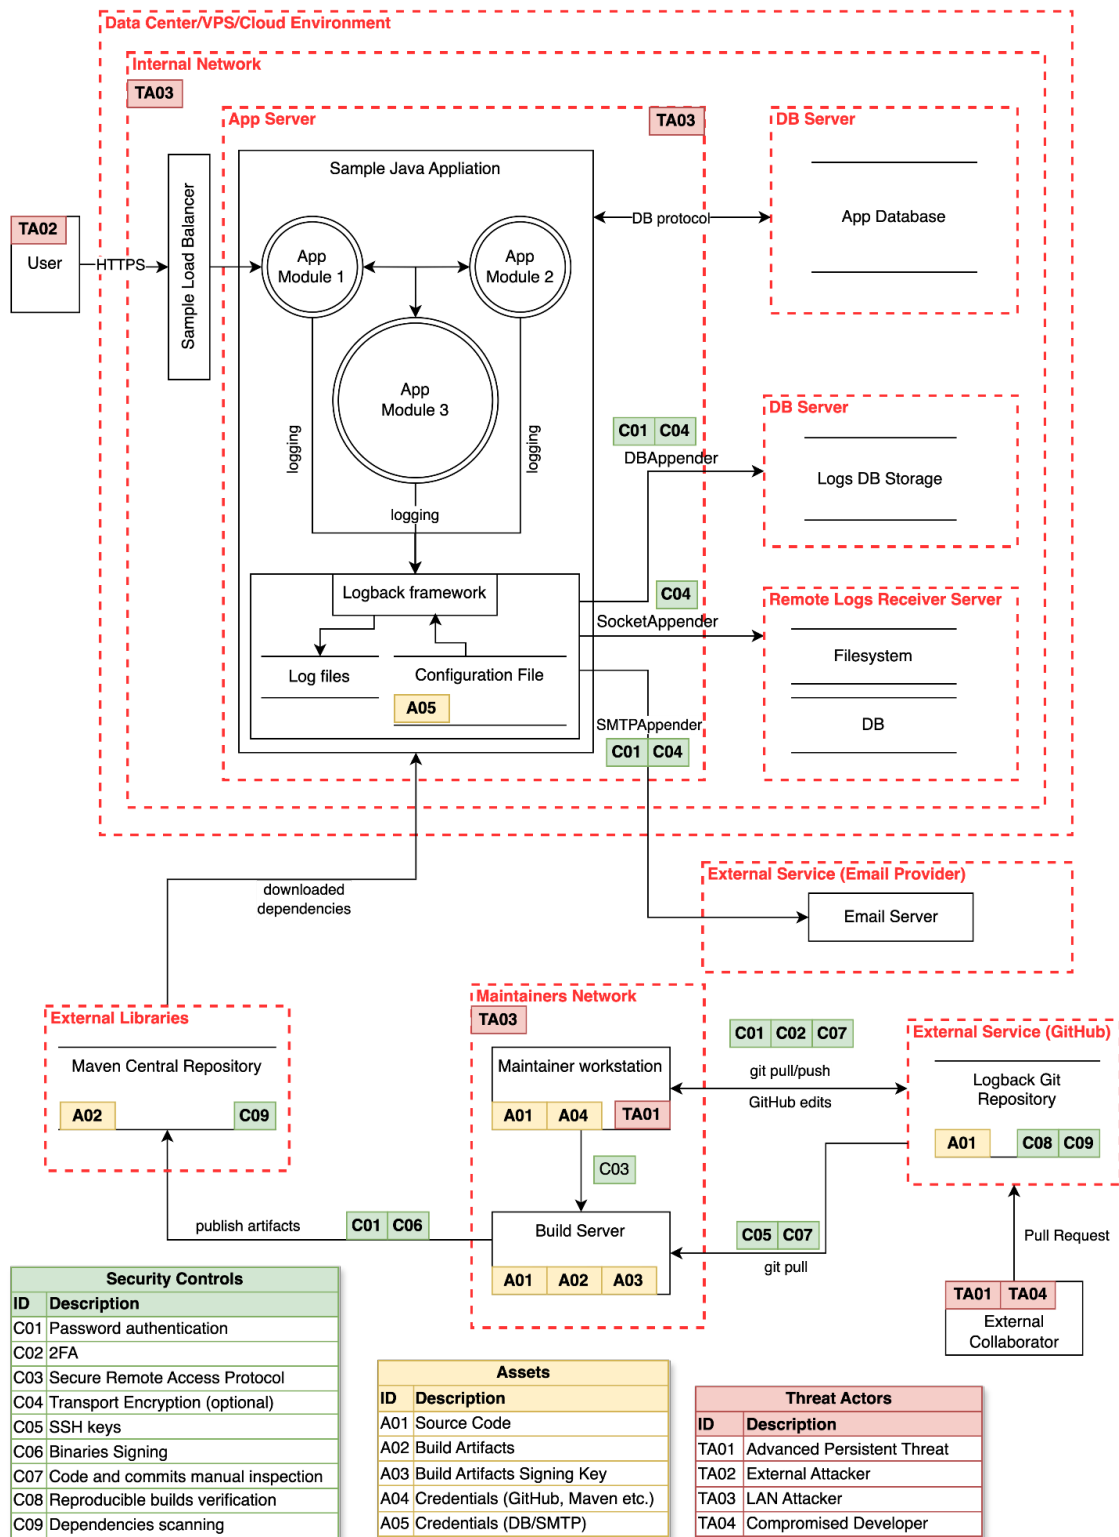 Data Center/VPS/Cloud Environment
Internal Network
TA03
App Server
TA03
DB Server
Sample Java Appliation
App Database
DB protocol
TA02
User
HTTPS
Sample Load Balancer
App
Module 1
App
Module 2
App
Module 3
logging
logging
logging
C01 C04
DBAppender
DB Server
Logs DB Storage
Logback framework
Log files
Configuration File
A05
C04
SocketAppender
Remote Logs Receiver Server
Filesystem
DB
SMTPAppender
C01 C04
downloaded
dependencies
External Service (Email Provider)
Email Server
External Libraries
Maven Central Repository
A02
C09
Maintainers Network
TA03
Maintainer workstation
A01 A04 TA01
C01 C02 C07
git pull/push
GitHub edits
External Service (GitHub)
Logback Git
Repository
A01
C08 C09
C03
Build Server
A01 A02 A03
publish artifacts
C01 C06
C05 C07
git pull
Pull Request
TA01 TA04
External
Collaborator
Security Controls
ID Description
C01 Password authentication
C02 2FA
C03 Secure Remote Access Protocol
C04 Transport Encryption (optional)
C05 SSH keys
C06 Binaries Signing
C07 Code and commits manual inspection
C08 Reproducible builds verification
C09 Dependencies scanning
Assets
ID Description
A01 Source Code
A02 Build Artifacts
A03 Build Artifacts Signing Key
A04 Credentials (GitHub, Maven etc.)
A05 Credentials (DB/SMTP)
Threat Actors
ID Description
TA01 Advanced Persistent Threat
TA02 External Attacker
TA03 LAN Attacker
TA04 Compromised Developer